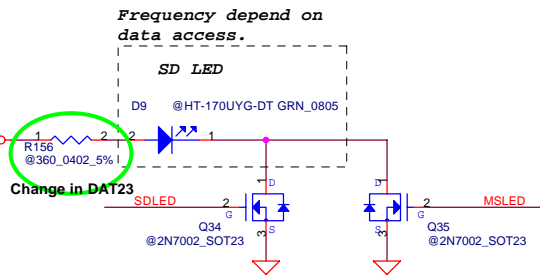 Frequency depend on
data access.
SD LED
D9 @HT-170UYG-DT GRN_0805
1 2 2 1
R156
@360_0402_5%
Change in DAT23
SDLED 2 G 1 D 3 S
Q34
@2N7002_SOT23
1 D 3 S 2 G MSLED
Q35
@2N7002_SOT23